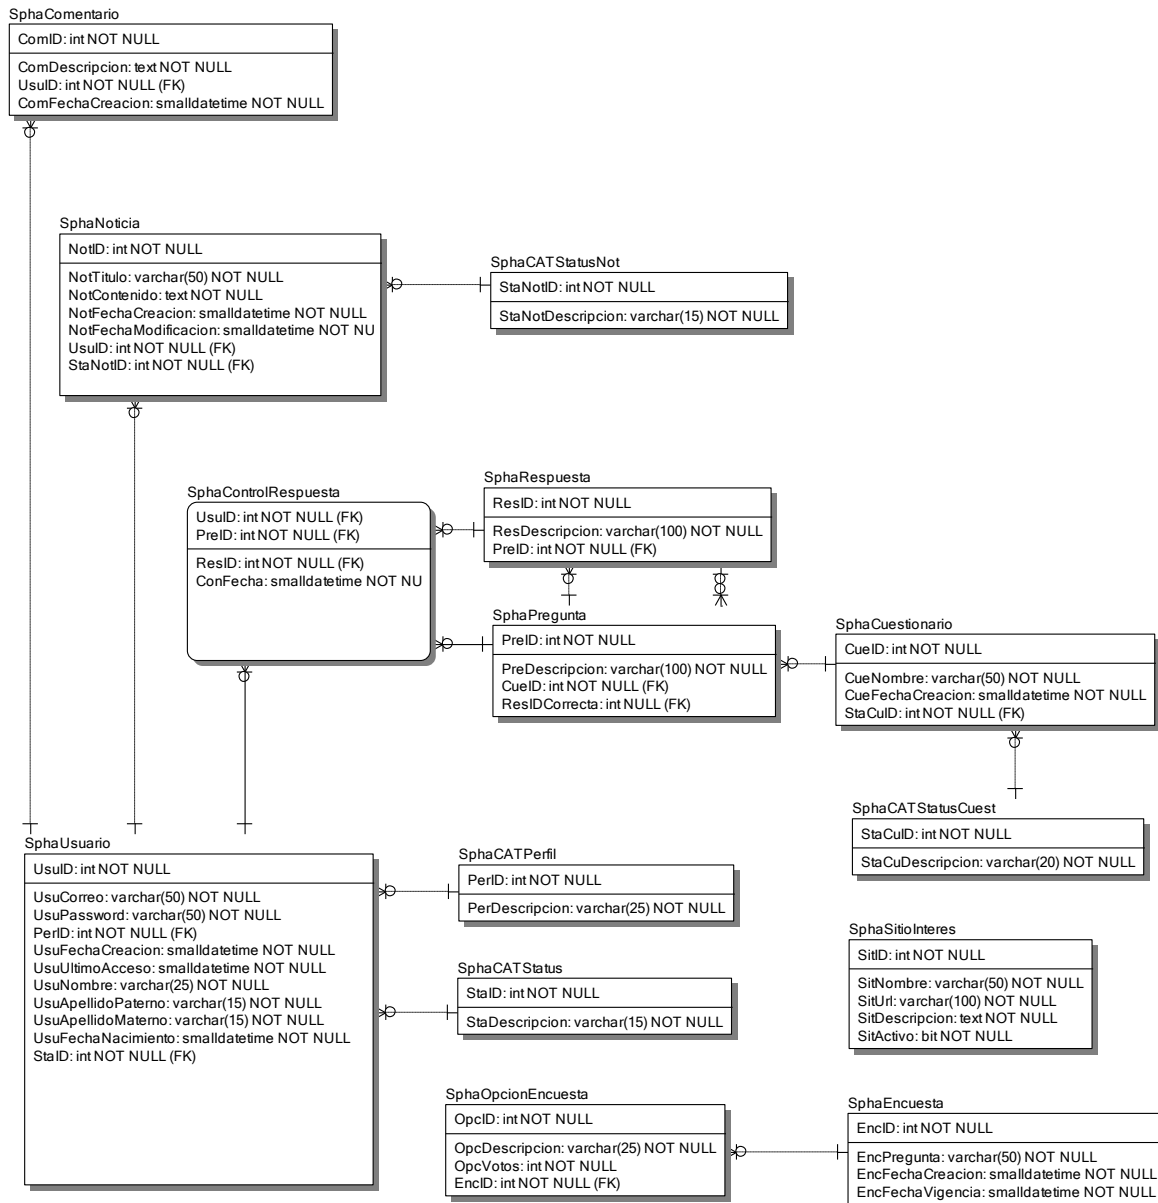 SphaComentario
ComID: int NOT NULL
ComDescripcion: text NOT NULL
UsuID: int NOT NULL (FK)
ComFechaCreacion: smalldatetime NOT NULL
SphaNoticia
NotID: int NOT NULL
NotTitulo: varchar(50) NOT NULL
NotContenido: text NOT NULL
NotFechaCreacion: smalldatetime NOT NULL
NotFechaModificacion: smalldatetime NOT NU
UsuID: int NOT NULL (FK)
StaNotID: int NOT NULL (FK)
SphaCATStatusNot
StaNotID: int NOT NULL
StaNotDescripcion: varchar(15) NOT NULL
SphaControlRespuesta
UsuID: int NOT NULL (FK)
PreID: int NOT NULL (FK)
ResID: int NOT NULL (FK)
ConFecha: smalldatetime NOT NU
SphaRespuesta
ResID: int NOT NULL
ResDescripcion: varchar(100) NOT NULL
PreID: int NOT NULL (FK)
SphaPregunta
PreID: int NOT NULL
PreDescripcion: varchar(100) NOT NULL
CueID: int NOT NULL (FK)
ResIDCorrecta: int NULL (FK)
SphaCuestionario
CueID: int NOT NULL
CueNombre: varchar(50) NOT NULL
CueFechaCreacion: smalldatetime NOT NULL
StaCuID: int NOT NULL (FK)
SphaCATStatusCuest
StaCuID: int NOT NULL
StaCuDescripcion: varchar(20) NOT NULL
SphaUsuario
UsuID: int NOT NULL
UsuCorreo: varchar(50) NOT NULL
UsuPassword: varchar(50) NOT NULL
PerID: int NOT NULL (FK)
UsuFechaCreacion: smalldatetime NOT NULL
UsuUltimoAcceso: smalldatetime NOT NULL
UsuNombre: varchar(25) NOT NULL
UsuApellidoPaterno: varchar(15) NOT NULL
UsuApellidoMaterno: varchar(15) NOT NULL
UsuFechaNacimiento: smalldatetime NOT NULL
StaID: int NOT NULL (FK)
SphaCATPerfil
PerID: int NOT NULL
PerDescripcion: varchar(25) NOT NULL
SphaCATStatus
StaID: int NOT NULL
StaDescripcion: varchar(15) NOT NULL
SphaSitioInteres
SitID: int NOT NULL
SitNombre: varchar(50) NOT NULL
SitUrl: varchar(100) NOT NULL
SitDescripcion: text NOT NULL
SitActivo: bit NOT NULL
SphaOpcionEncuesta
OpcID: int NOT NULL
OpcDescripcion: varchar(25) NOT NULL
OpcVotos: int NOT NULL
EncID: int NOT NULL (FK)
SphaEncuesta
EncID: int NOT NULL
EncPregunta: varchar(50) NOT NULL
EncFechaCreacion: smalldatetime NOT NULL
EncFechaVigencia: smalldatetime NOT NULL